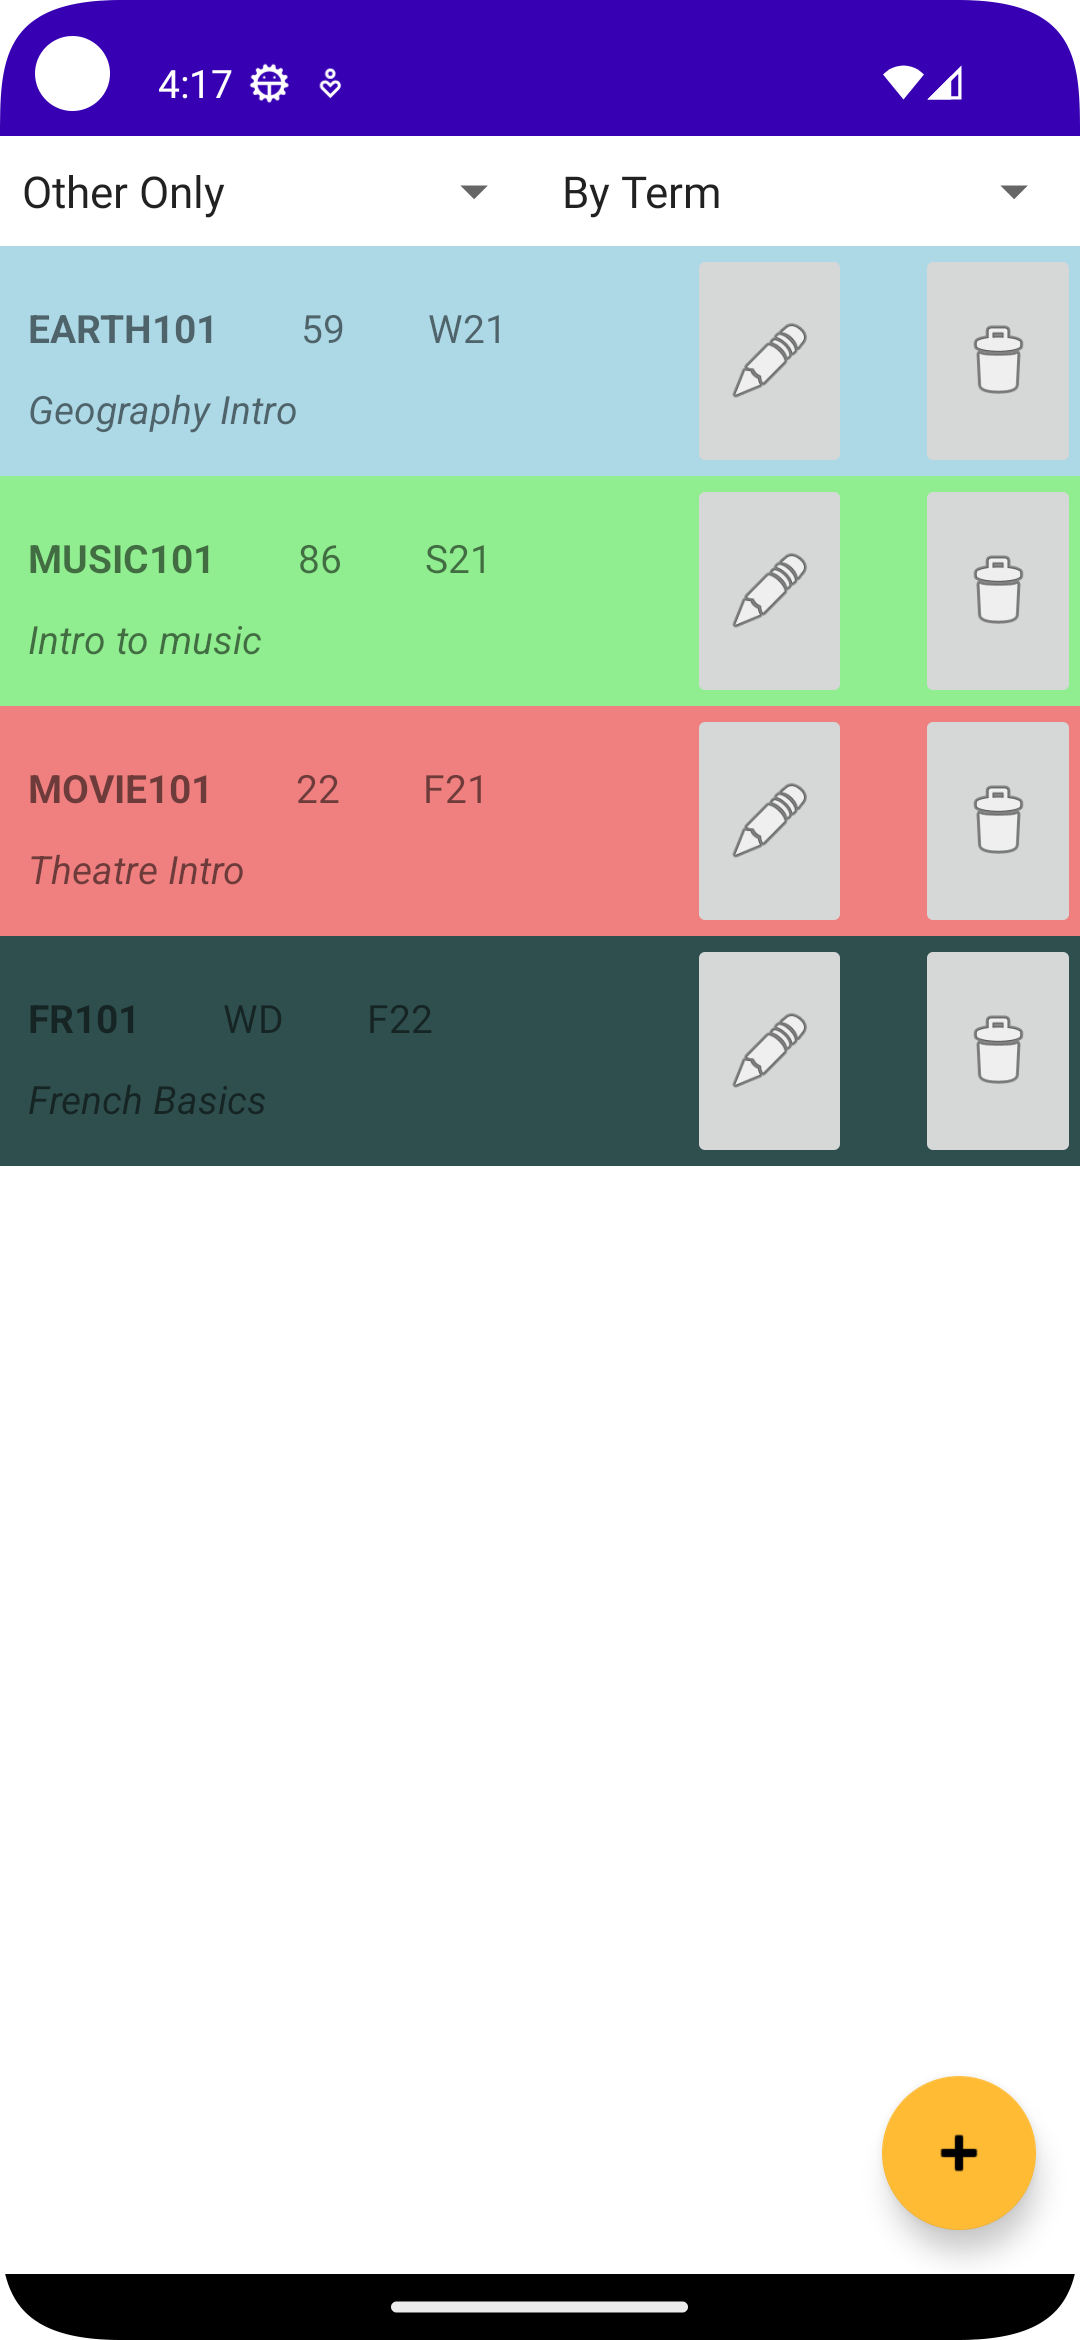 4:17
Other Only By Term
EARTH101 59 W21
Geography Intro
MUSIC101 86 S21
Intro to music
MOVIE101 22 F21
Theatre Intro
FR101 WD F22
French Basics